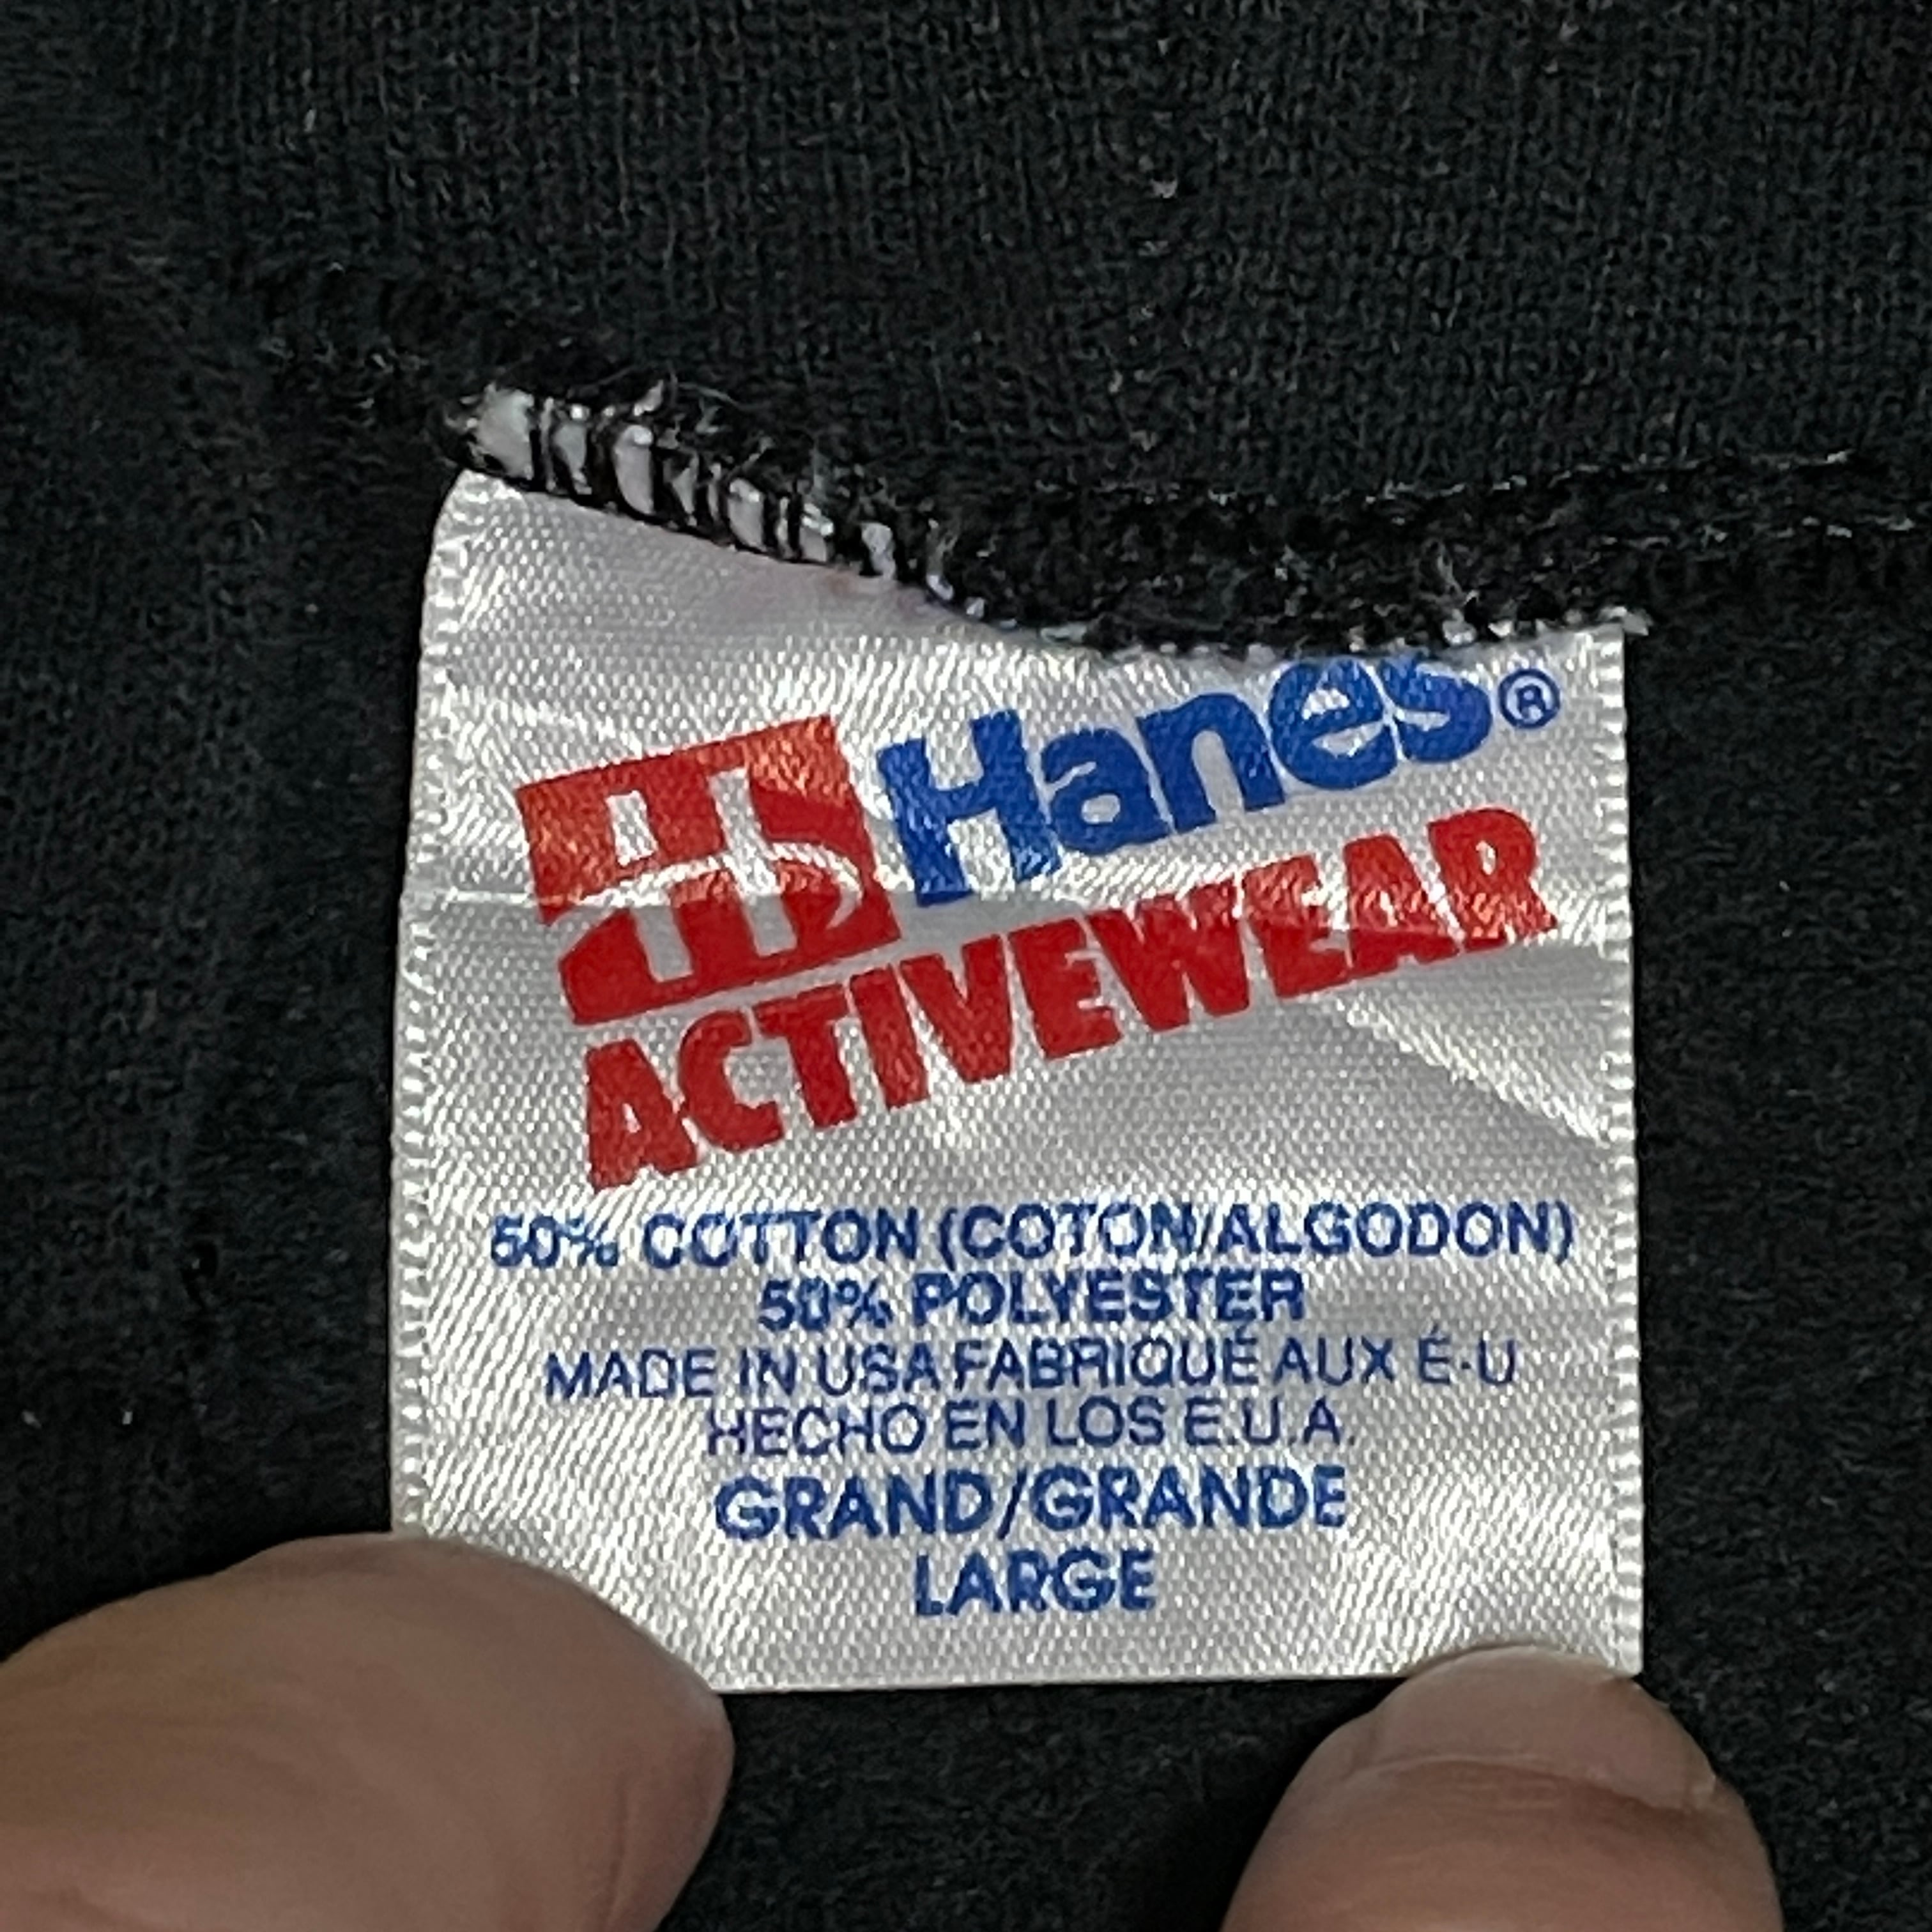 Hanes®
ACTIVEWEAR
50% COTTON (COTON/ALGODON)
50% POLYESTER
MADE IN USA FABRIQUÉ AUX É-U
HECHO EN LOS E.U.A.
GRAND/GRANDE
LARGE